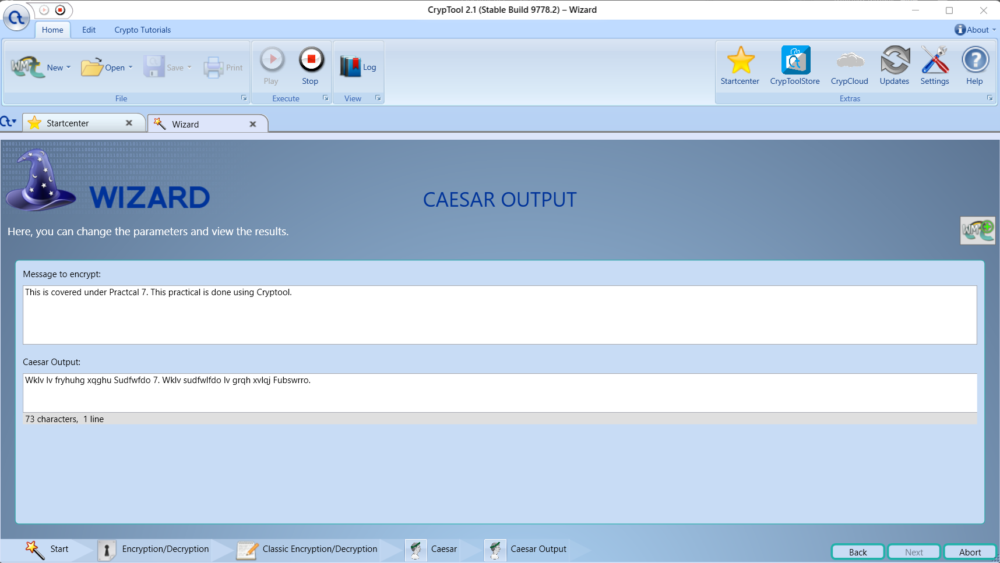 CrypTool 2.1 (Stable Build 9778.2) – Wizard
Home Edit Crypto Tutorials About
New Open Save Print Play Stop Log Startcenter CrypToolStore CrypCloud Updates Settings Help
File Execute View Extras
Startcenter Wizard
WIZARD
CAESAR OUTPUT
Here, you can change the parameters and view the results.
Message to encrypt:
This is covered under Practcal 7. This practical is done using Cryptool.
Caesar Output:
Wklv lv fryhuhg xqghu Sudfwfdo 7. Wklv sudfwlfdo lv grqh xvlqj Fubswrro.
73 characters, 1 line
Start Encryption/Decryption Classic Encryption/Decryption Caesar Caesar Output
Back Next Abort